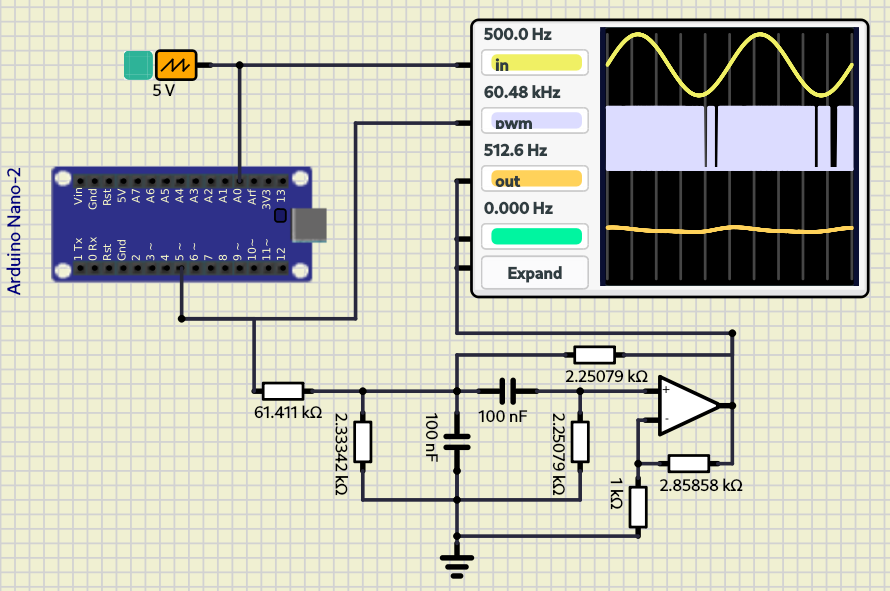 500.0 Hz
in
5 V
60.48 kHz
pwm
512.6 Hz
out
0.000 Hz
Expand
Arduino Nano-2
Vin Gnd Rst 5V A7 A6 A5 A4 A3 A2 A1 A0 Arf 3V3 13
1 Tx 0 Rx Rst Gnd 2 3 ~ 4 5 ~ 6 ~ 7 8 9 ~ 10~ 11~ 12
2.25079 kΩ
61.411 kΩ
2.33342 kΩ
100 nF
100 nF
2.25079 kΩ
+
-
2.85858 kΩ
1 kΩ